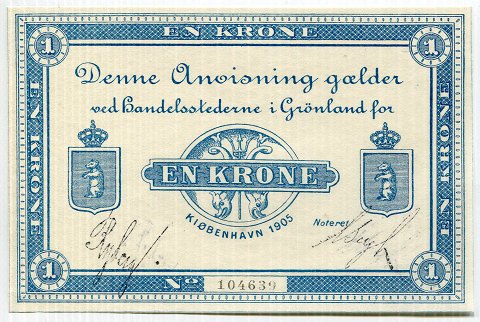 1 EN KRONE 1
Denne Anvisning gælder
ved Handelsstederne i Grönland for
EN KRONE
EN KRONE
EN KRONE
KJØBENHAVN 1905
Noteret
1 No 104639 1